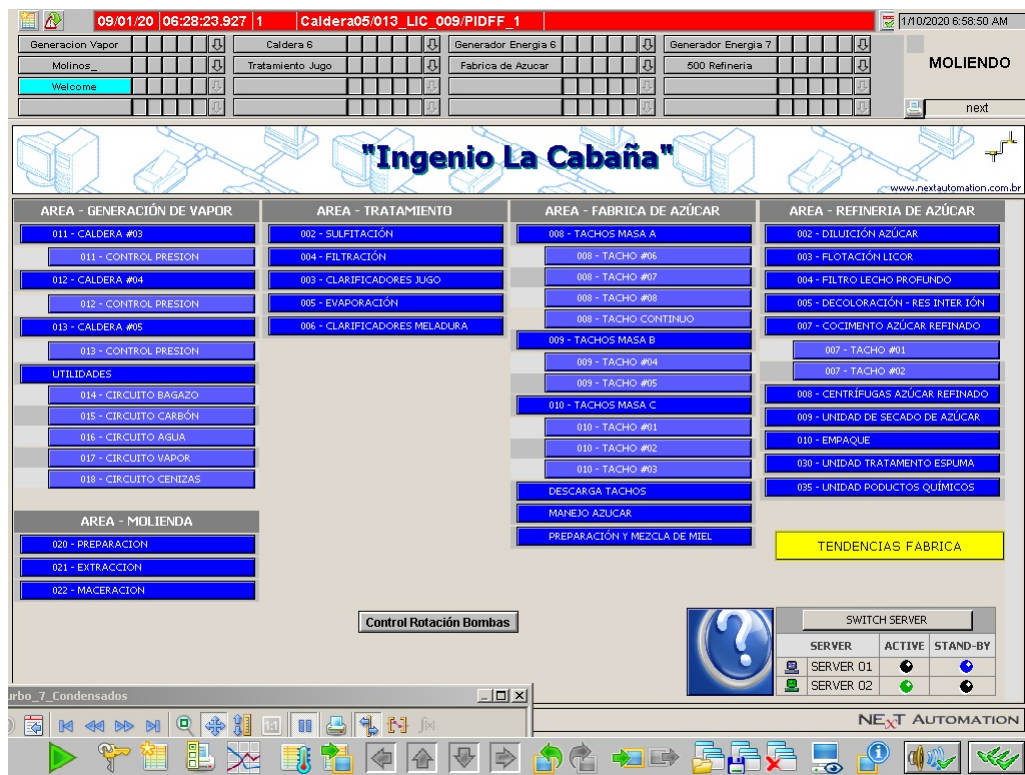 09/01/20 06:28:23.927 1 Caldera05/013_LIC_009/PIDFF_1
1/10/2020 6:58:50 AM
Generacion Vapor Caldera 6 Generador Energia 6 Generador Energia 7
Molinos_ Tratamiento Jugo Fabrica de Azucar 500 Refineria
MOLIENDO
Welcome
next
"Ingenio La Cabaña"
www.nextautomation.com.br
AREA - GENERACIÓN DE VAPOR
011 - CALDERA #03
011 - CONTROL PRESION
012 - CALDERA #04
012 - CONTROL PRESION
013 - CALDERA #05
013 - CONTROL PRESION
UTILIDADES
014 - CIRCUITO BAGAZO
015 - CIRCUITO CARBÓN
016 - CIRCUITO AGUA
017 - CIRCUITO VAPOR
018 - CIRCUITO CENIZAS
AREA - MOLIENDA
020 - PREPARACION
021 - EXTRACCION
022 - MACERACION
AREA - TRATAMIENTO
002 - SULFITACIÓN
004 - FILTRACIÓN
003 - CLARIFICADORES JUGO
005 - EVAPORACIÓN
006 - CLARIFICADORES MELADURA
AREA - FABRICA DE AZÚCAR
008 - TACHOS MASA A
008 - TACHO #06
008 - TACHO #07
008 - TACHO #08
008 - TACHO CONTINUO
009 - TACHOS MASA B
009 - TACHO #04
009 - TACHO #05
010 - TACHOS MASA C
010 - TACHO #01
010 - TACHO #02
010 - TACHO #03
DESCARGA TACHOS
MANEJO AZUCAR
PREPARACIÓN Y MEZCLA DE MIEL
AREA - REFINERIA DE AZÚCAR
002 - DILUICIÓN AZÚCAR
003 - FLOTACIÓN LICOR
004 - FILTRO LECHO PROFUNDO
005 - DECOLORACIÓN - RES INTER IÓN
007 - COCIMENTO AZÚCAR REFINADO
007 - TACHO #01
007 - TACHO #02
008 - CENTRÍFUGAS AZÚCAR REFINADO
009 - UNIDAD DE SECADO DE AZÚCAR
010 - EMPAQUE
030 - UNIDAD TRATAMENTO ESPUMA
035 - UNIDAD PODUCTOS QUÍMICOS
TENDENCIAS FABRICA
Control Rotación Bombas
SWITCH SERVER
SERVER ACTIVE STAND-BY
SERVER 01
SERVER 02
urbo_7_Condensados
1:1
NEXT AUTOMATION